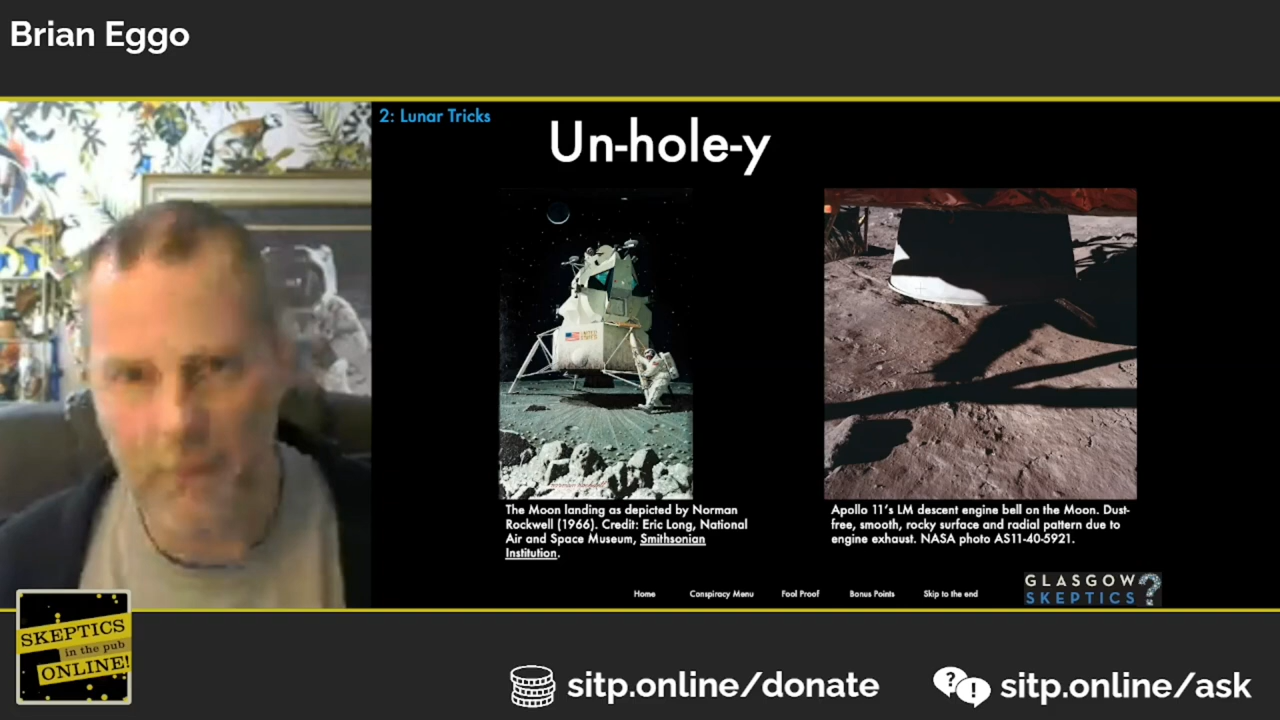 Brian Eggo
2: Lunar Tricks
Un-hole-y
UNITED
STATES
The Moon landing as depicted by Norman
Rockwell (1966). Credit: Eric Long, National
Air and Space Museum, Smithsonian
Institution.
Apollo 11's LM descent engine bell on the Moon. Dust-
free, smooth, rocky surface and radial pattern due to
engine exhaust. NASA photo AS11-40-5921.
Home
Conspiracy Menu
Fool Proof
Bonus Points
Skip to the end
GLASGOW
SKEPTICS
?
SKEPTICS
in the pub
ONLINE!
sitp.online/donate
? !
sitp.online/ask